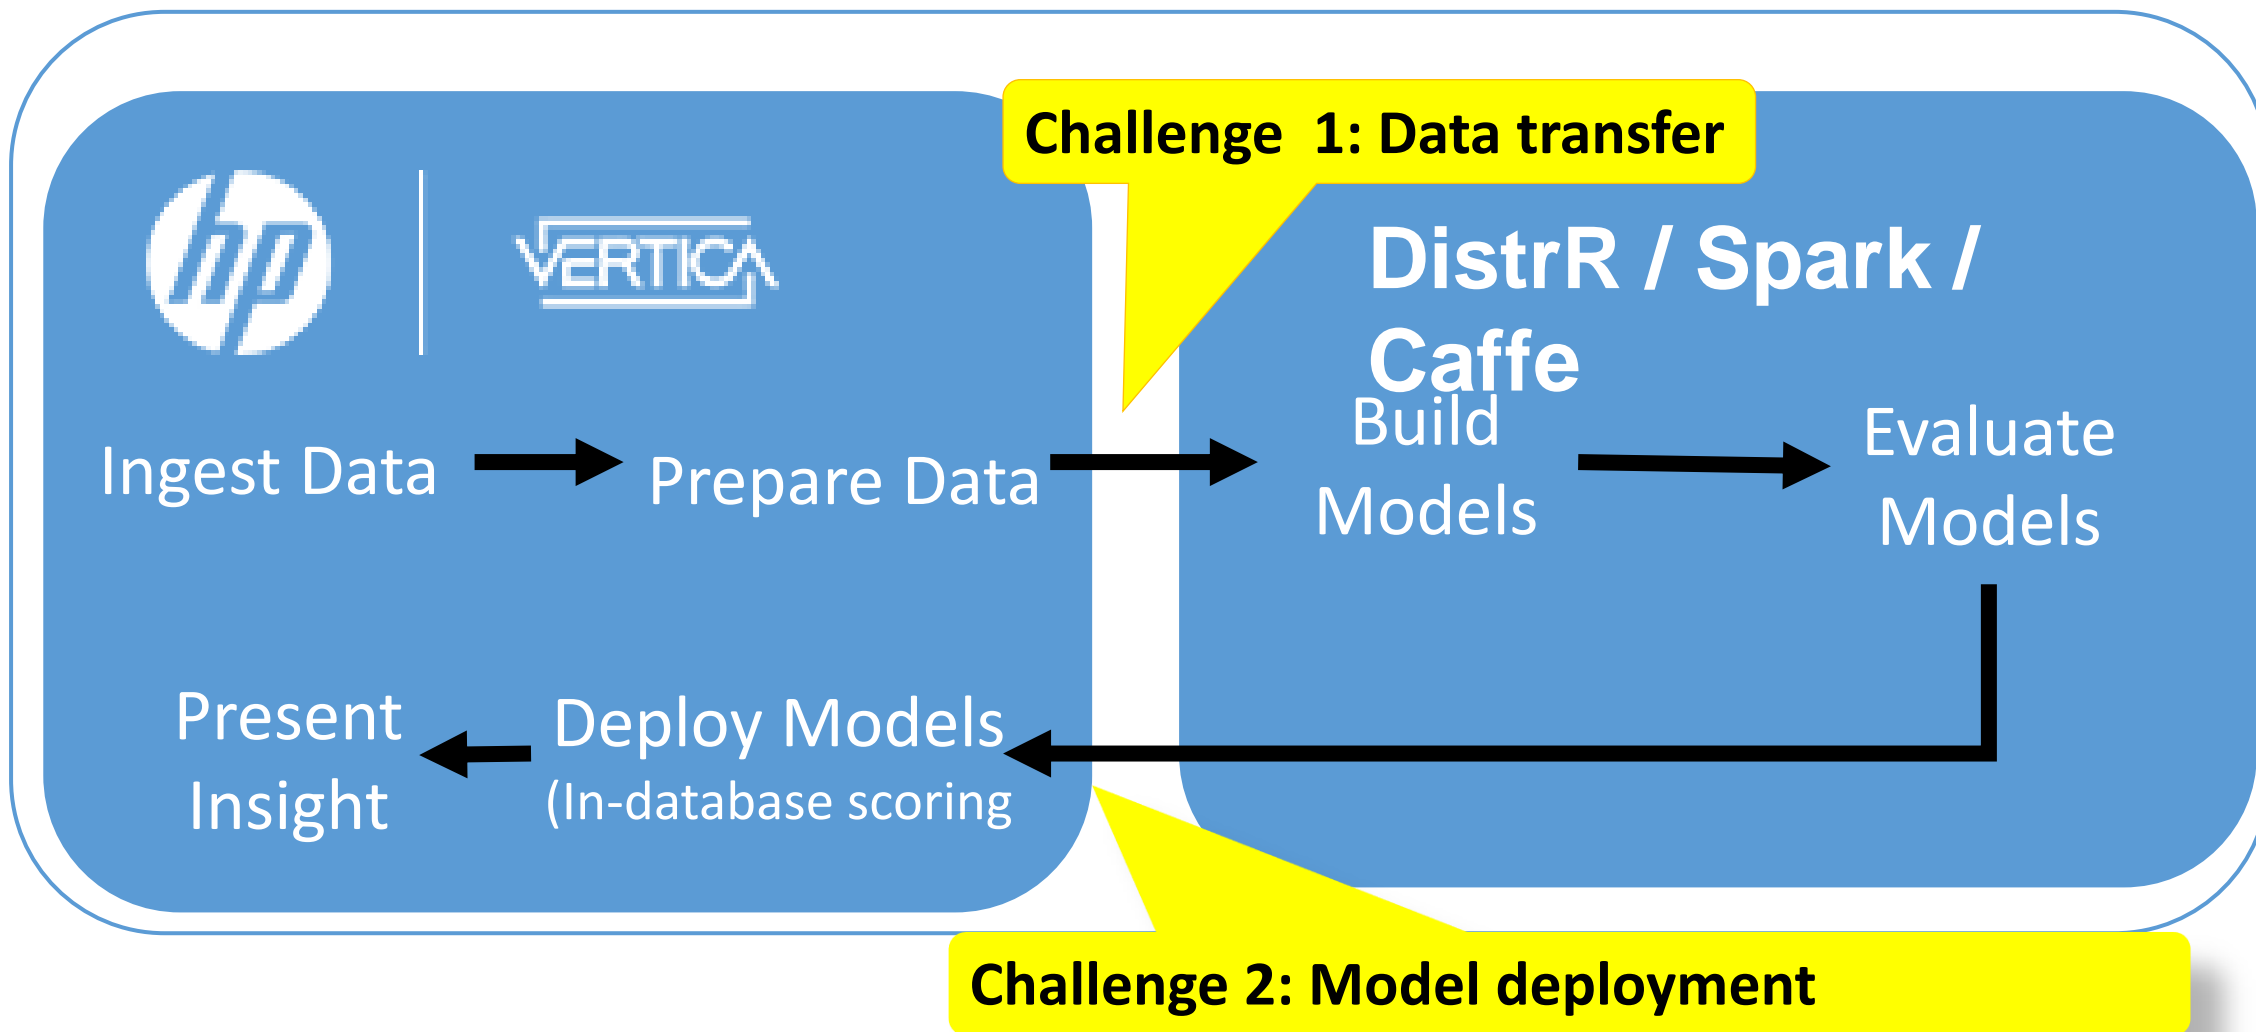 Challenge  1: Data transfer
hp
VERTICA
DistrR / Spark /
Caffe
Ingest Data
Prepare Data
Build
Models
Evaluate
Models
Present
Insight
Deploy Models
(In-database scoring
Challenge 2: Model deployment